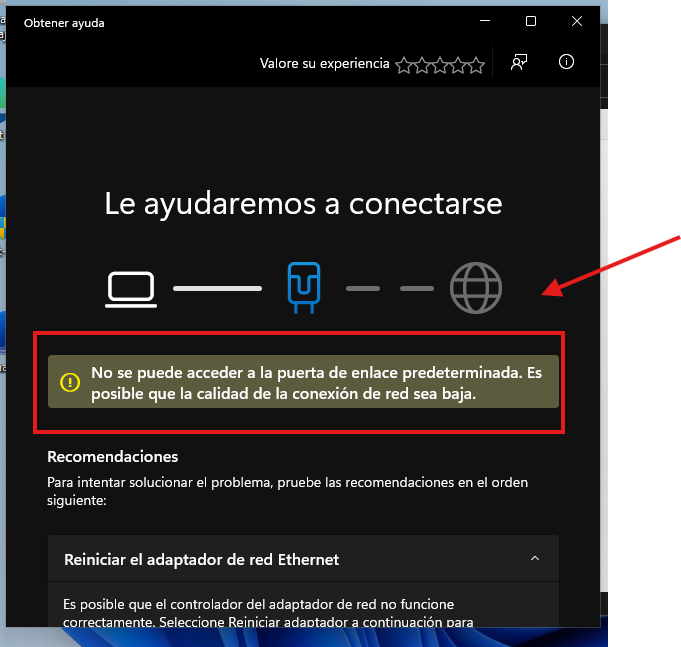 Obtener ayuda
Valore su experiencia
Le ayudaremos a conectarse
No se puede acceder a la puerta de enlace predeterminada. Es
posible que la calidad de la conexión de red sea baja.
Recomendaciones
Para intentar solucionar el problema, pruebe las recomendaciones en el orden
siguiente:
Reiniciar el adaptador de red Ethernet
Es posible que el controlador del adaptador de red no funcione
correctamente. Seleccione Reiniciar adaptador a continuación para